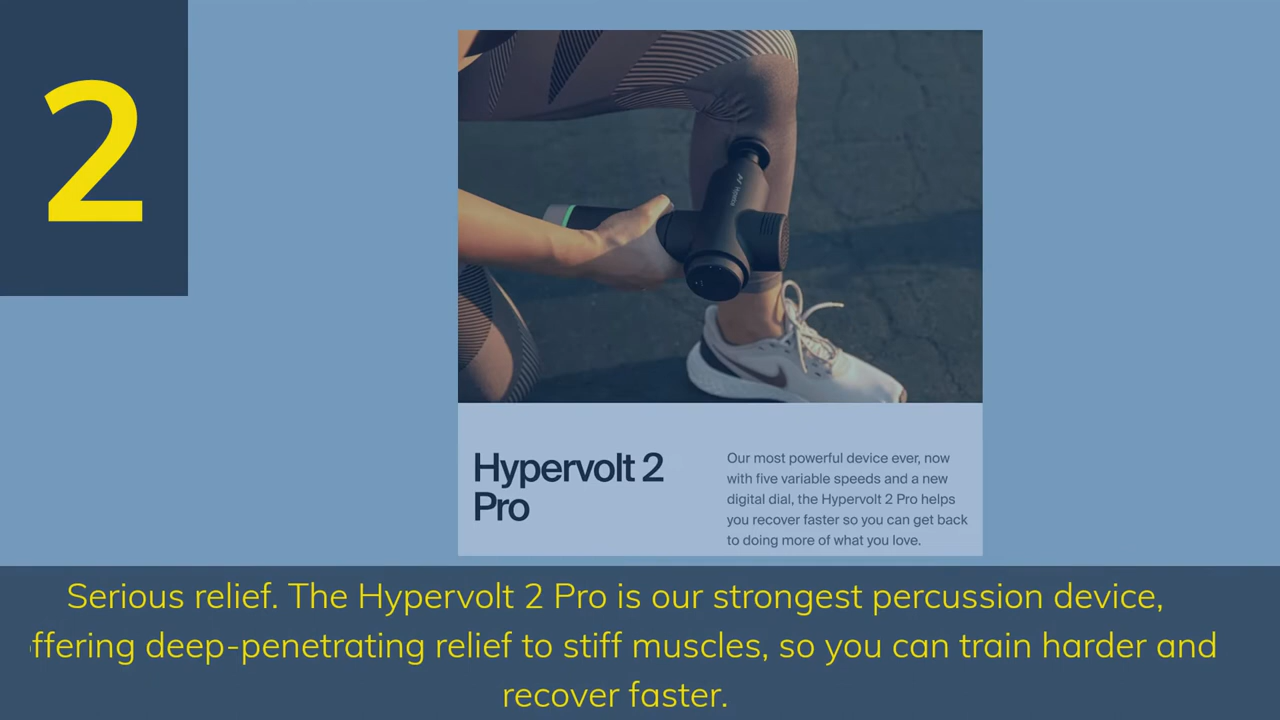 2
Hypervolt 2
Pro
Our most powerful device ever, now
with five variable speeds and a new
digital dial, the Hypervolt 2 Pro helps
you recover faster so you can get back
to doing more of what you love.
Serious relief. The Hypervolt 2 Pro is our strongest percussion device,
ffering deep-penetrating relief to stiff muscles, so you can train harder and
recover faster.